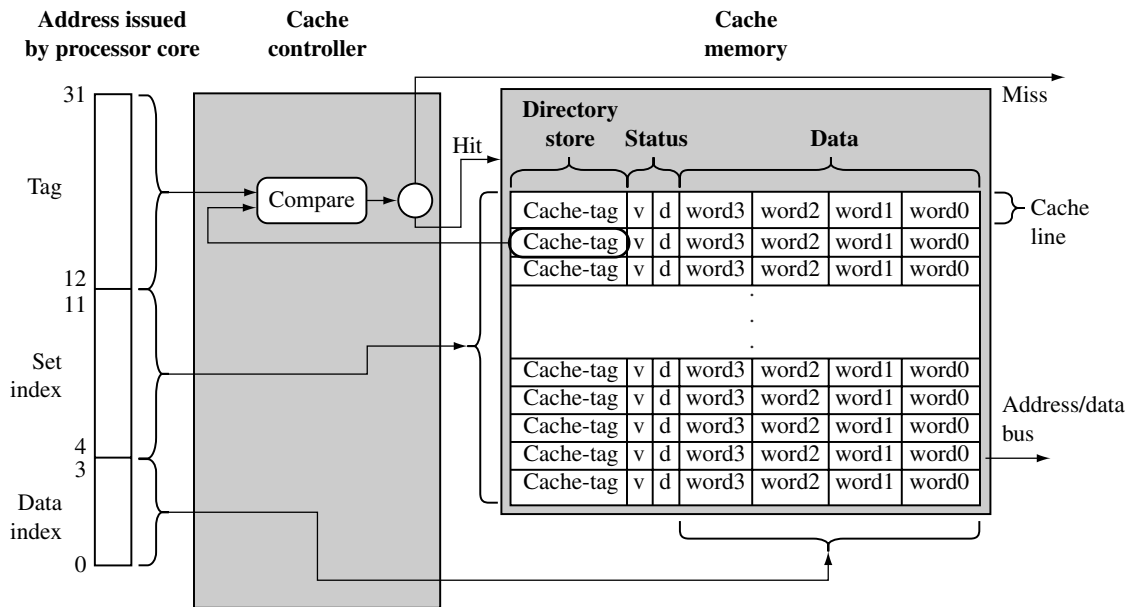 Address issued
by processor core
Cache
controller
Cache
memory
31
Tag
12
11
Set
index
4
3
Data
index
0
Compare
Hit
Miss
Directory
store
Status
Data
Cache-tag v d word3 word2 word1 word0
Cache-tag v d word3 word2 word1 word0
Cache-tag v d word3 word2 word1 word0
.
.
.
Cache-tag v d word3 word2 word1 word0
Cache-tag v d word3 word2 word1 word0
Cache-tag v d word3 word2 word1 word0
Cache-tag v d word3 word2 word1 word0
Cache-tag v d word3 word2 word1 word0
Cache
line
Address/data
bus